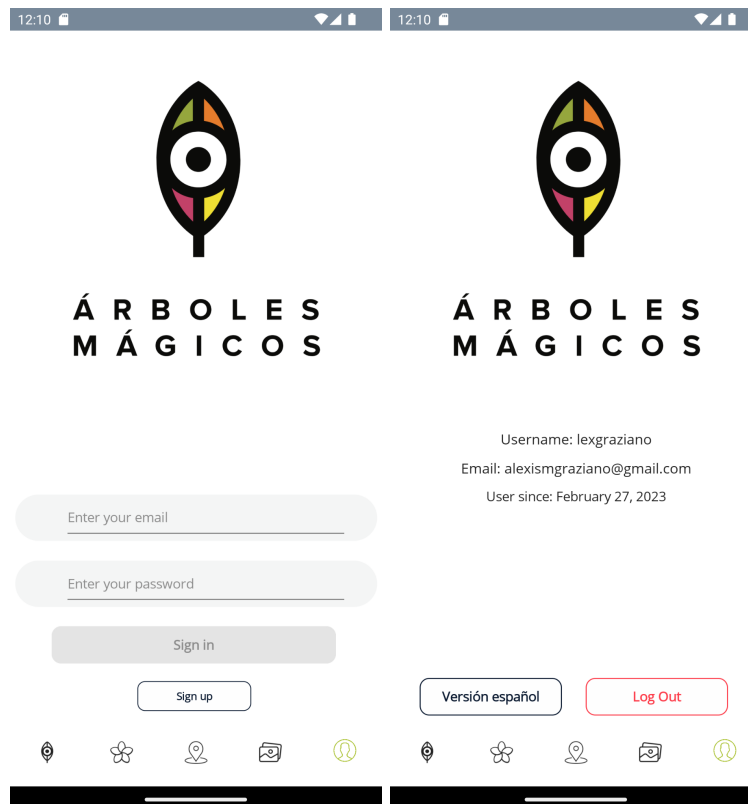 12:10
ÁRBOLES
MÁGICOS
Enter your email
Enter your password
Sign in
Sign up
12:10
ÁRBOLES
MÁGICOS
Username: lexgraziano
Email: alexismgraziano@gmail.com
User since: February 27, 2023
Versión español
Log Out